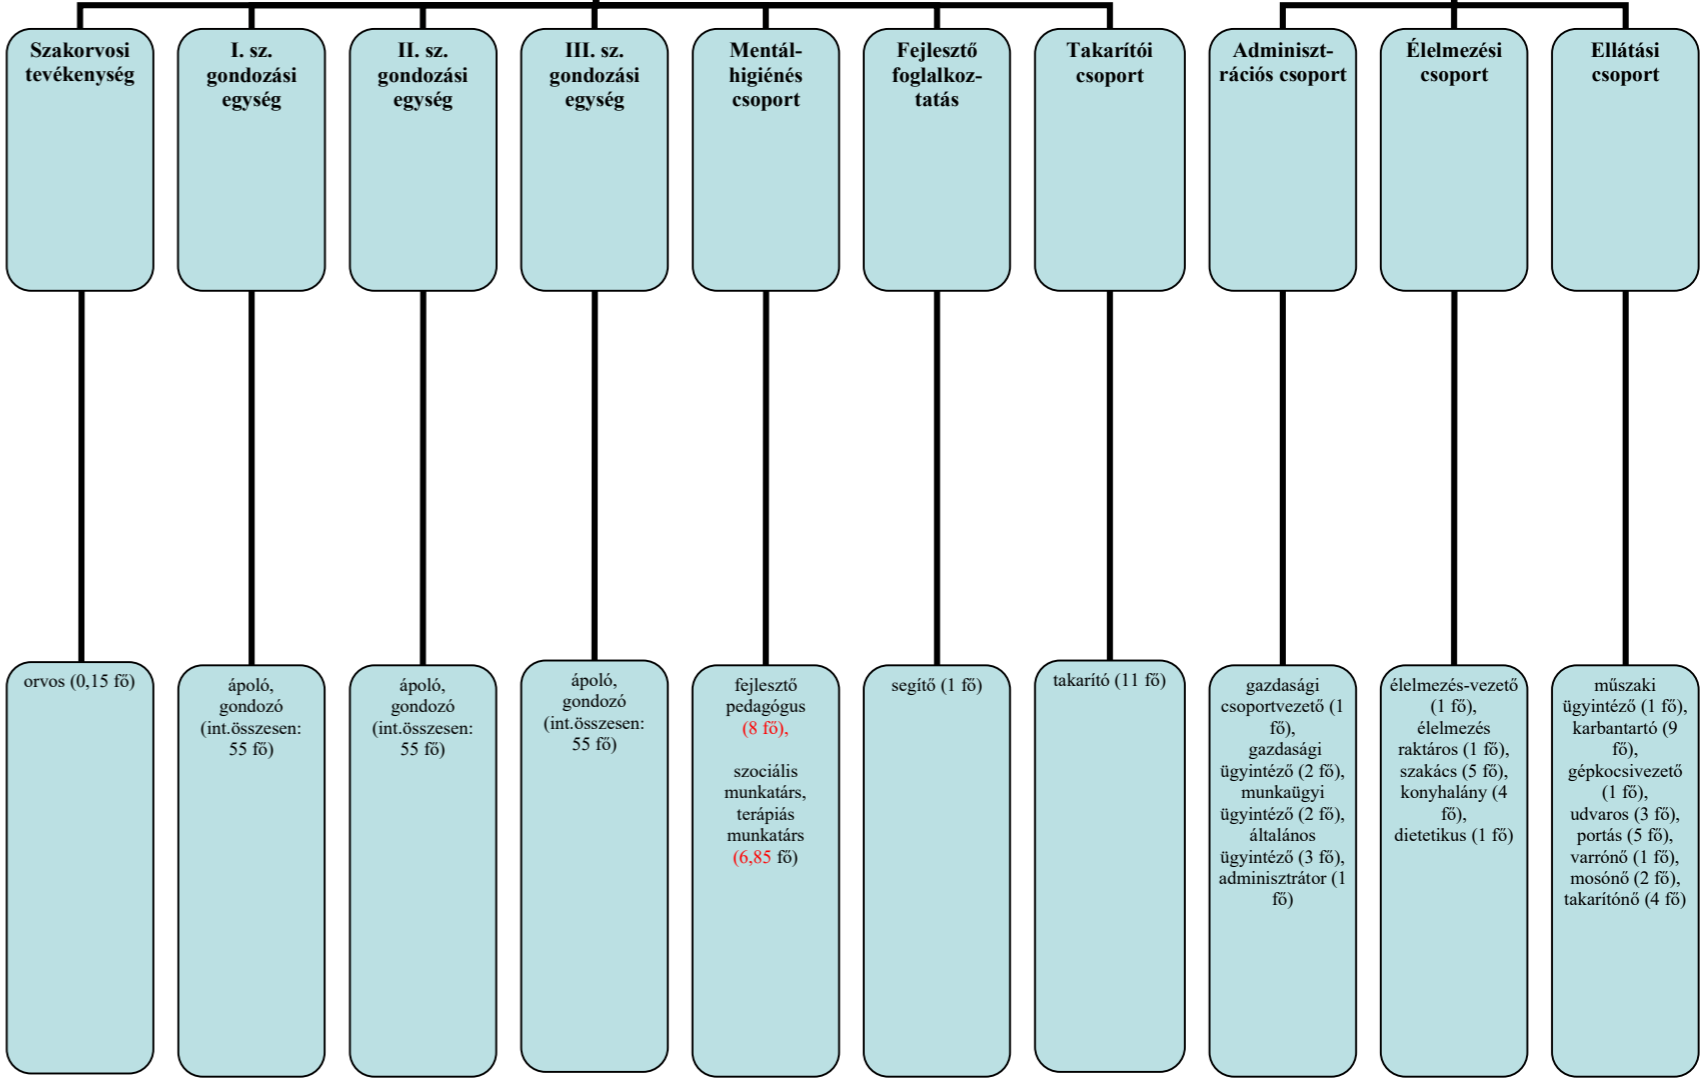 Szakorvosi
tevékenység
I. sz.
gondozási
egység
II. sz.
gondozási
egység
III. sz.
gondozási
egység
Mentál-
higiénés
csoport
Fejlesztő
foglalkoz-
tatás
Takarítói
csoport
Adminiszt-
rációs csoport
Élelmezési
csoport
Ellátási
csoport
orvos (0,15 fő)
ápoló,
gondozó
(int.összesen:
55 fő)
ápoló,
gondozó
(int.összesen:
55 fő)
ápoló,
gondozó
(int.összesen:
55 fő)
fejlesztő
pedagógus
(8 fő),
szociális
munkatárs,
terápiás
munkatárs
(6,85 fő)
segítő (1 fő)
takarító (11 fő)
gazdasági
csoportvezető (1
fő),
gazdasági
ügyintéző (2 fő),
munkaügyi
ügyintéző (2 fő),
általános
ügyintéző (3 fő),
adminisztrátor (1
fő)
élelmezés-vezető
(1 fő),
élelmezés
raktáros (1 fő),
szakács (5 fő),
konyhalány (4
fő),
dietetikus (1 fő)
műszaki
ügyintéző (1 fő),
karbantartó (9
fő),
gépkocsivezető
(1 fő),
udvaros (3 fő),
portás (5 fő),
varrónő (1 fő),
mosónő (2 fő),
takarítónő (4 fő)